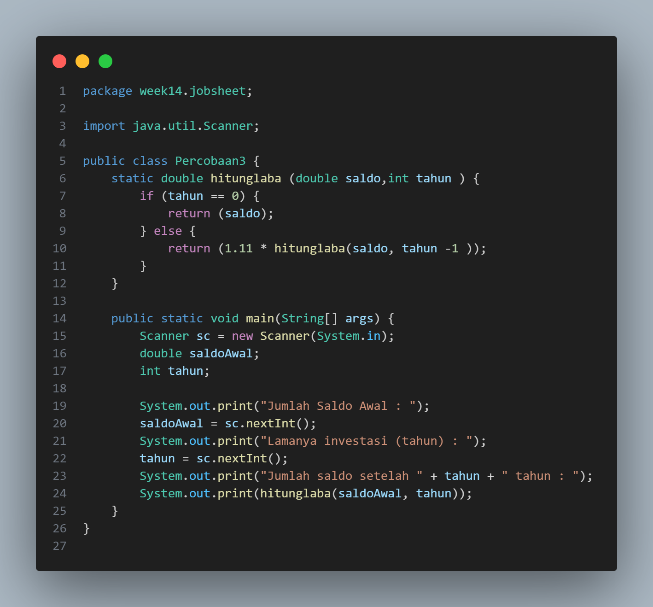 1 package week14.jobsheet;
2
3 import java.util.Scanner;
4
5 public class Percobaan3 {
6     static double hitunglaba (double saldo,int tahun ) {
7         if (tahun == 0) {
8             return (saldo);
9         } else {
10             return (1.11 * hitunglaba(saldo, tahun -1 ));
11         }
12     }
13
14     public static void main(String[] args) {
15         Scanner sc = new Scanner(System.in);
16         double saldoAwal;
17         int tahun;
18
19         System.out.print("Jumlah Saldo Awal : ");
20         saldoAwal = sc.nextInt();
21         System.out.print("Lamanya investasi (tahun) : ");
22         tahun = sc.nextInt();
23         System.out.print("Jumlah saldo setelah " + tahun + " tahun : ");
24         System.out.print(hitunglaba(saldoAwal, tahun));
25     }
26 }
27